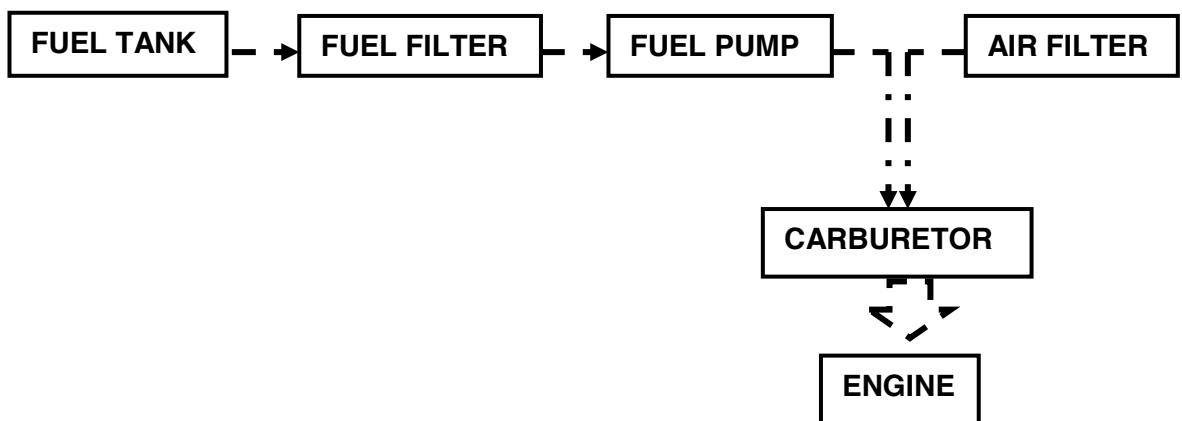 FUEL TANK
FUEL FILTER
FUEL PUMP
AIR FILTER
CARBURETOR
ENGINE